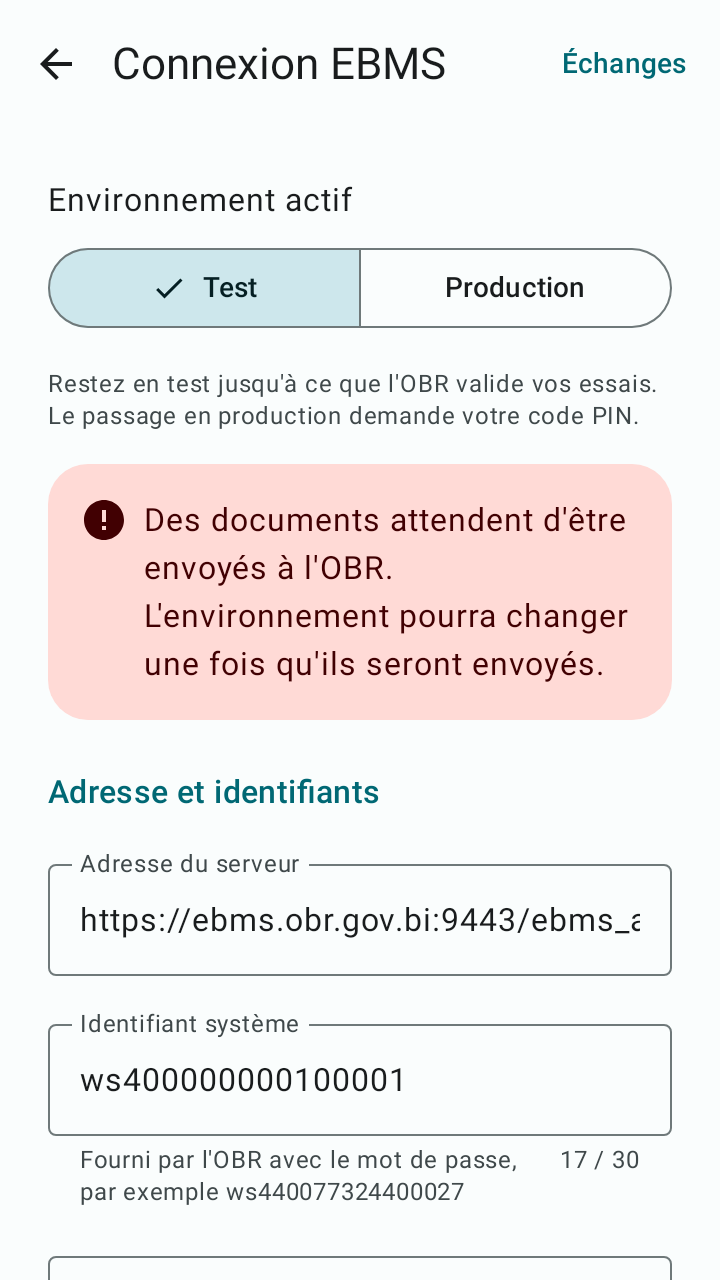 Connexion EBMS
Échanges
Environnement actif
Test
Production
Restez en test jusqu'à ce que l'OBR valide vos essais.
Le passage en production demande votre code PIN.
Des documents attendent d'être
envoyés à l'OBR.
L'environnement pourra changer
une fois qu'ils seront envoyés.
Adresse et identifiants
Adresse du serveur
https://ebms.obr.gov.bi:9443/ebms_a
Identifiant système
ws400000000100001
Fourni par l'OBR avec le mot de passe,
par exemple ws440077324400027
17 / 30